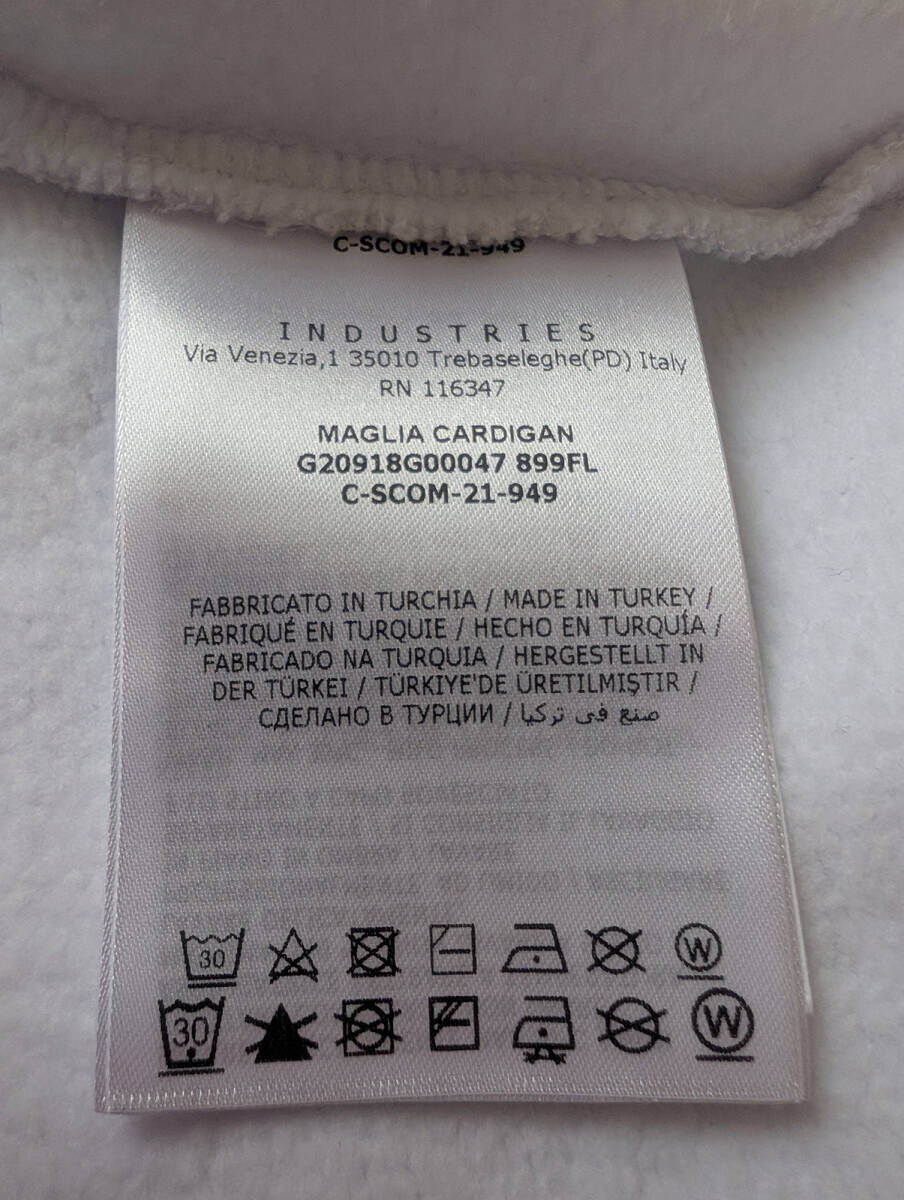 C-SCOM-21-949
INDUSTRIES
Via Venezia,1 35010 Trebaseleghe(PD) Italy
RN 116347
MAGLIA CARDIGAN
G20918G00047 899FL
C-SCOM-21-949
FABBRICATO IN TURCHIA / MADE IN TURKEY /
FABRIQUÉ EN TURQUIE / HECHO EN TURQUÍA /
FABRICADO NA TURQUIA / HERGESTELLT IN
DER TÜRKEI / TÜRKIYE'DE ÜRETILMIŞTIR /
СДЕЛАНО В ТУРЦИИ / صنع في تركيا
30 W
30 W